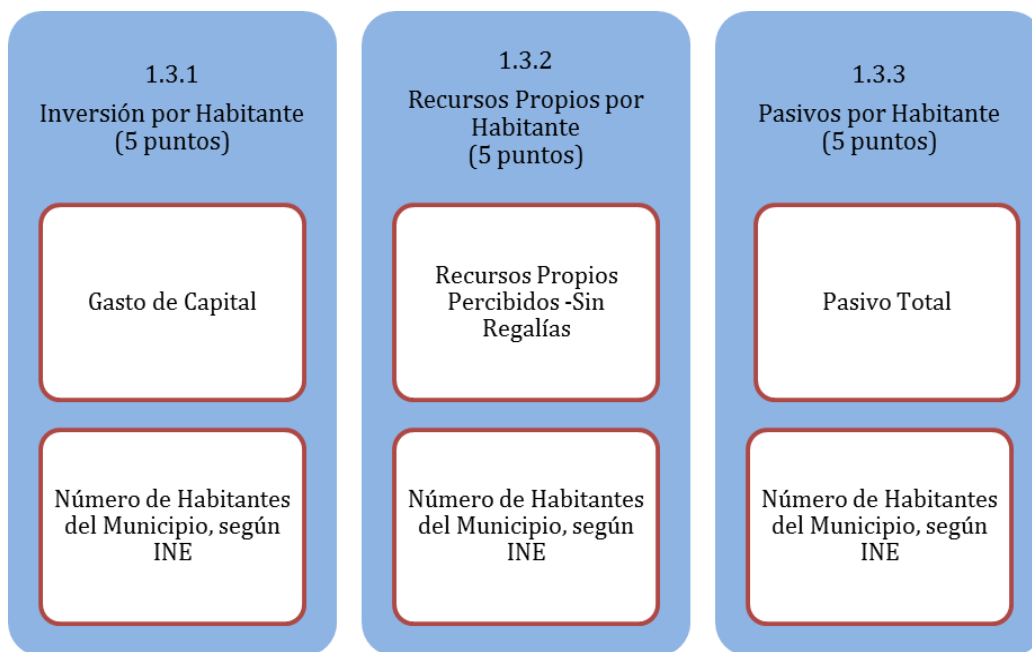 1.3.1
Inversión por Habitante
(5 puntos)
Gasto de Capital
Número de Habitantes
del Municipio, según
INE
1.3.2
Recursos Propios por
Habitante
(5 puntos)
Recursos Propios
Percibidos -Sin
Regalías
Número de Habitantes
del Municipio, según
INE
1.3.3
Pasivos por Habitante
(5 puntos)
Pasivo Total
Número de Habitantes
del Municipio, según
INE